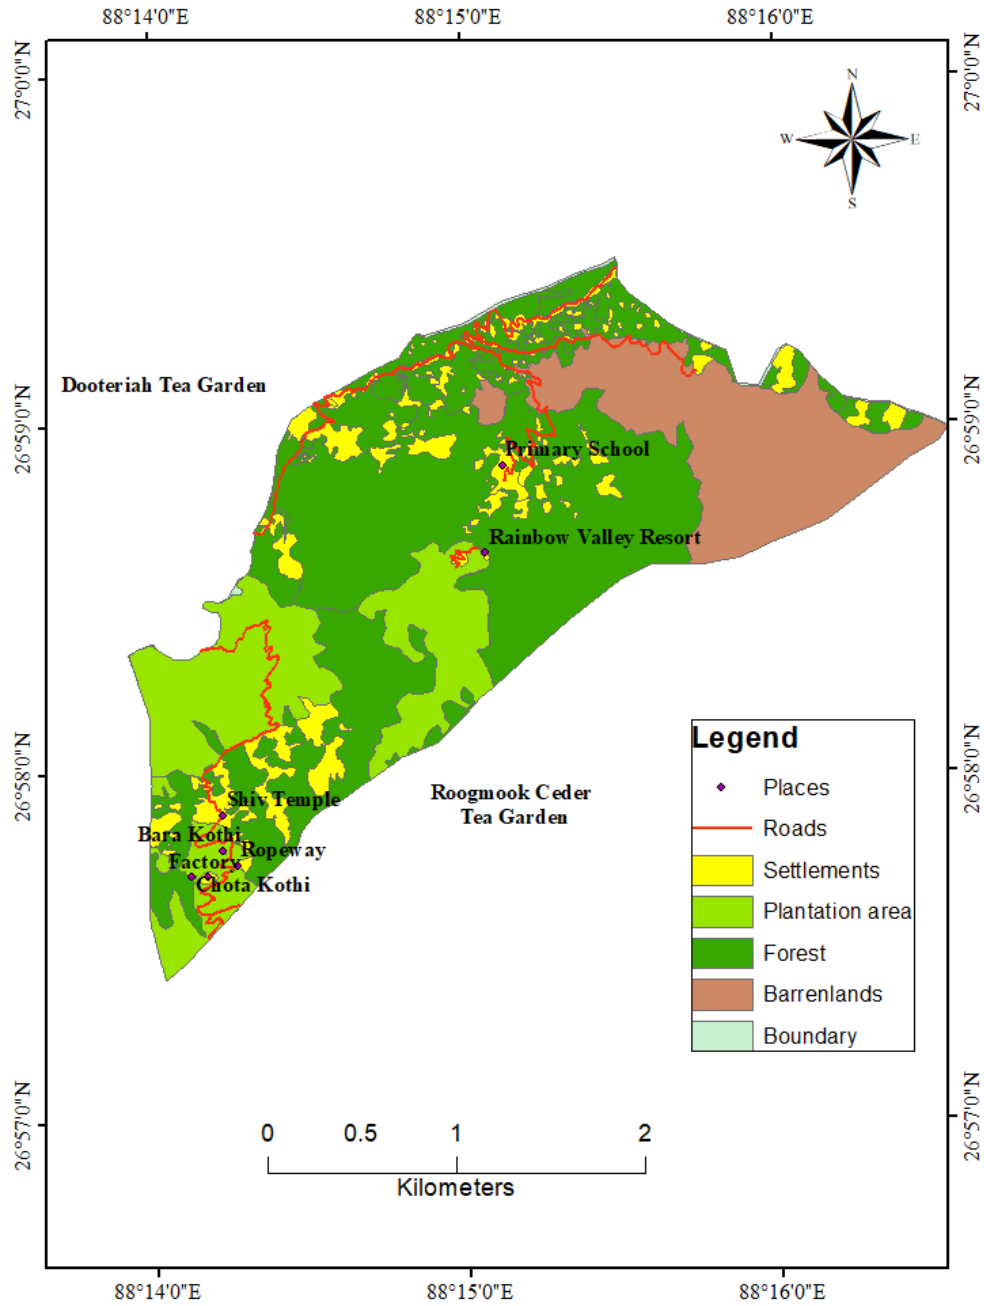 88°14'0"E
88°15'0"E
88°16'0"E
27°0'0"N
27°0'0"N
N
W
E
S
Dooteriah Tea Garden
26°59'0"N
26°59'0"N
Primary School
Rainbow Valley Resort
26°58'0"N
26°58'0"N
Roogmook Ceder
Tea Garden
Shiv Temple
Bara Kothi
Ropeway
Factory
Chota Kothi
Legend
Places
Roads
Settlements
Plantation area
Forest
Barrenlands
Boundary
26°57'0"N
26°57'0"N
0 0.5 1 2
Kilometers
88°14'0"E
88°15'0"E
88°16'0"E